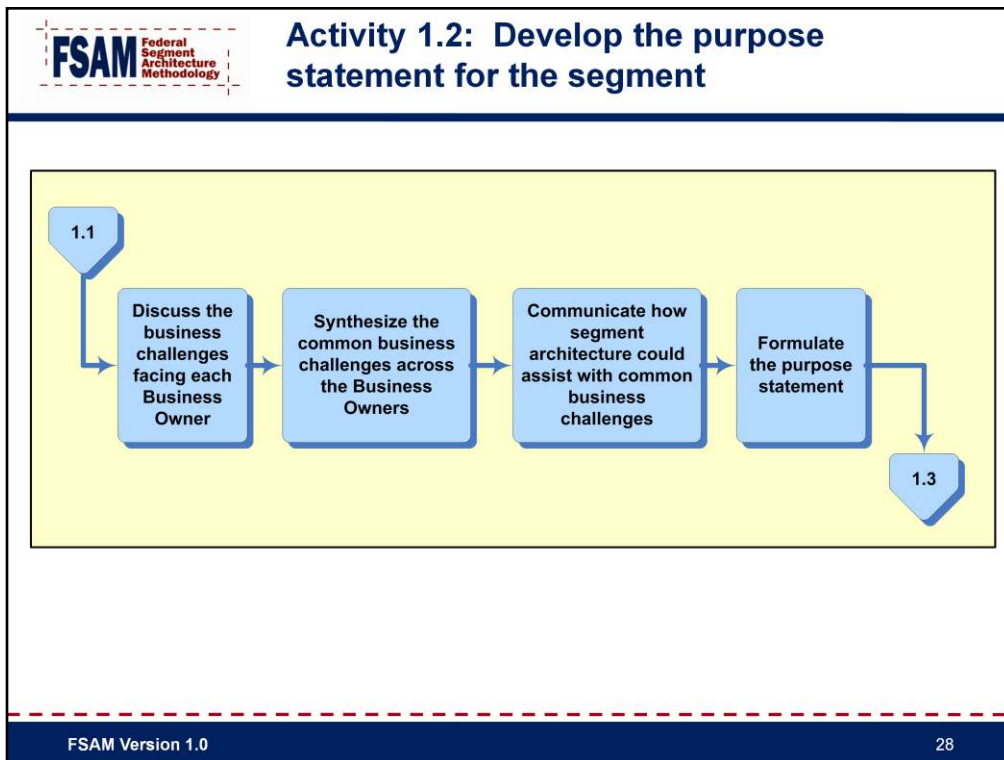 FSAM
Federal
Segment
Architecture
Methodology
Activity 1.2: Develop the purpose
statement for the segment
1.1
Discuss the
business
challenges
facing each
Business
Owner
Synthesize the
common business
challenges across
the Business
Owners
Communicate how
segment
architecture could
assist with common
business
challenges
Formulate
the purpose
statement
1.3
FSAM Version 1.0
28